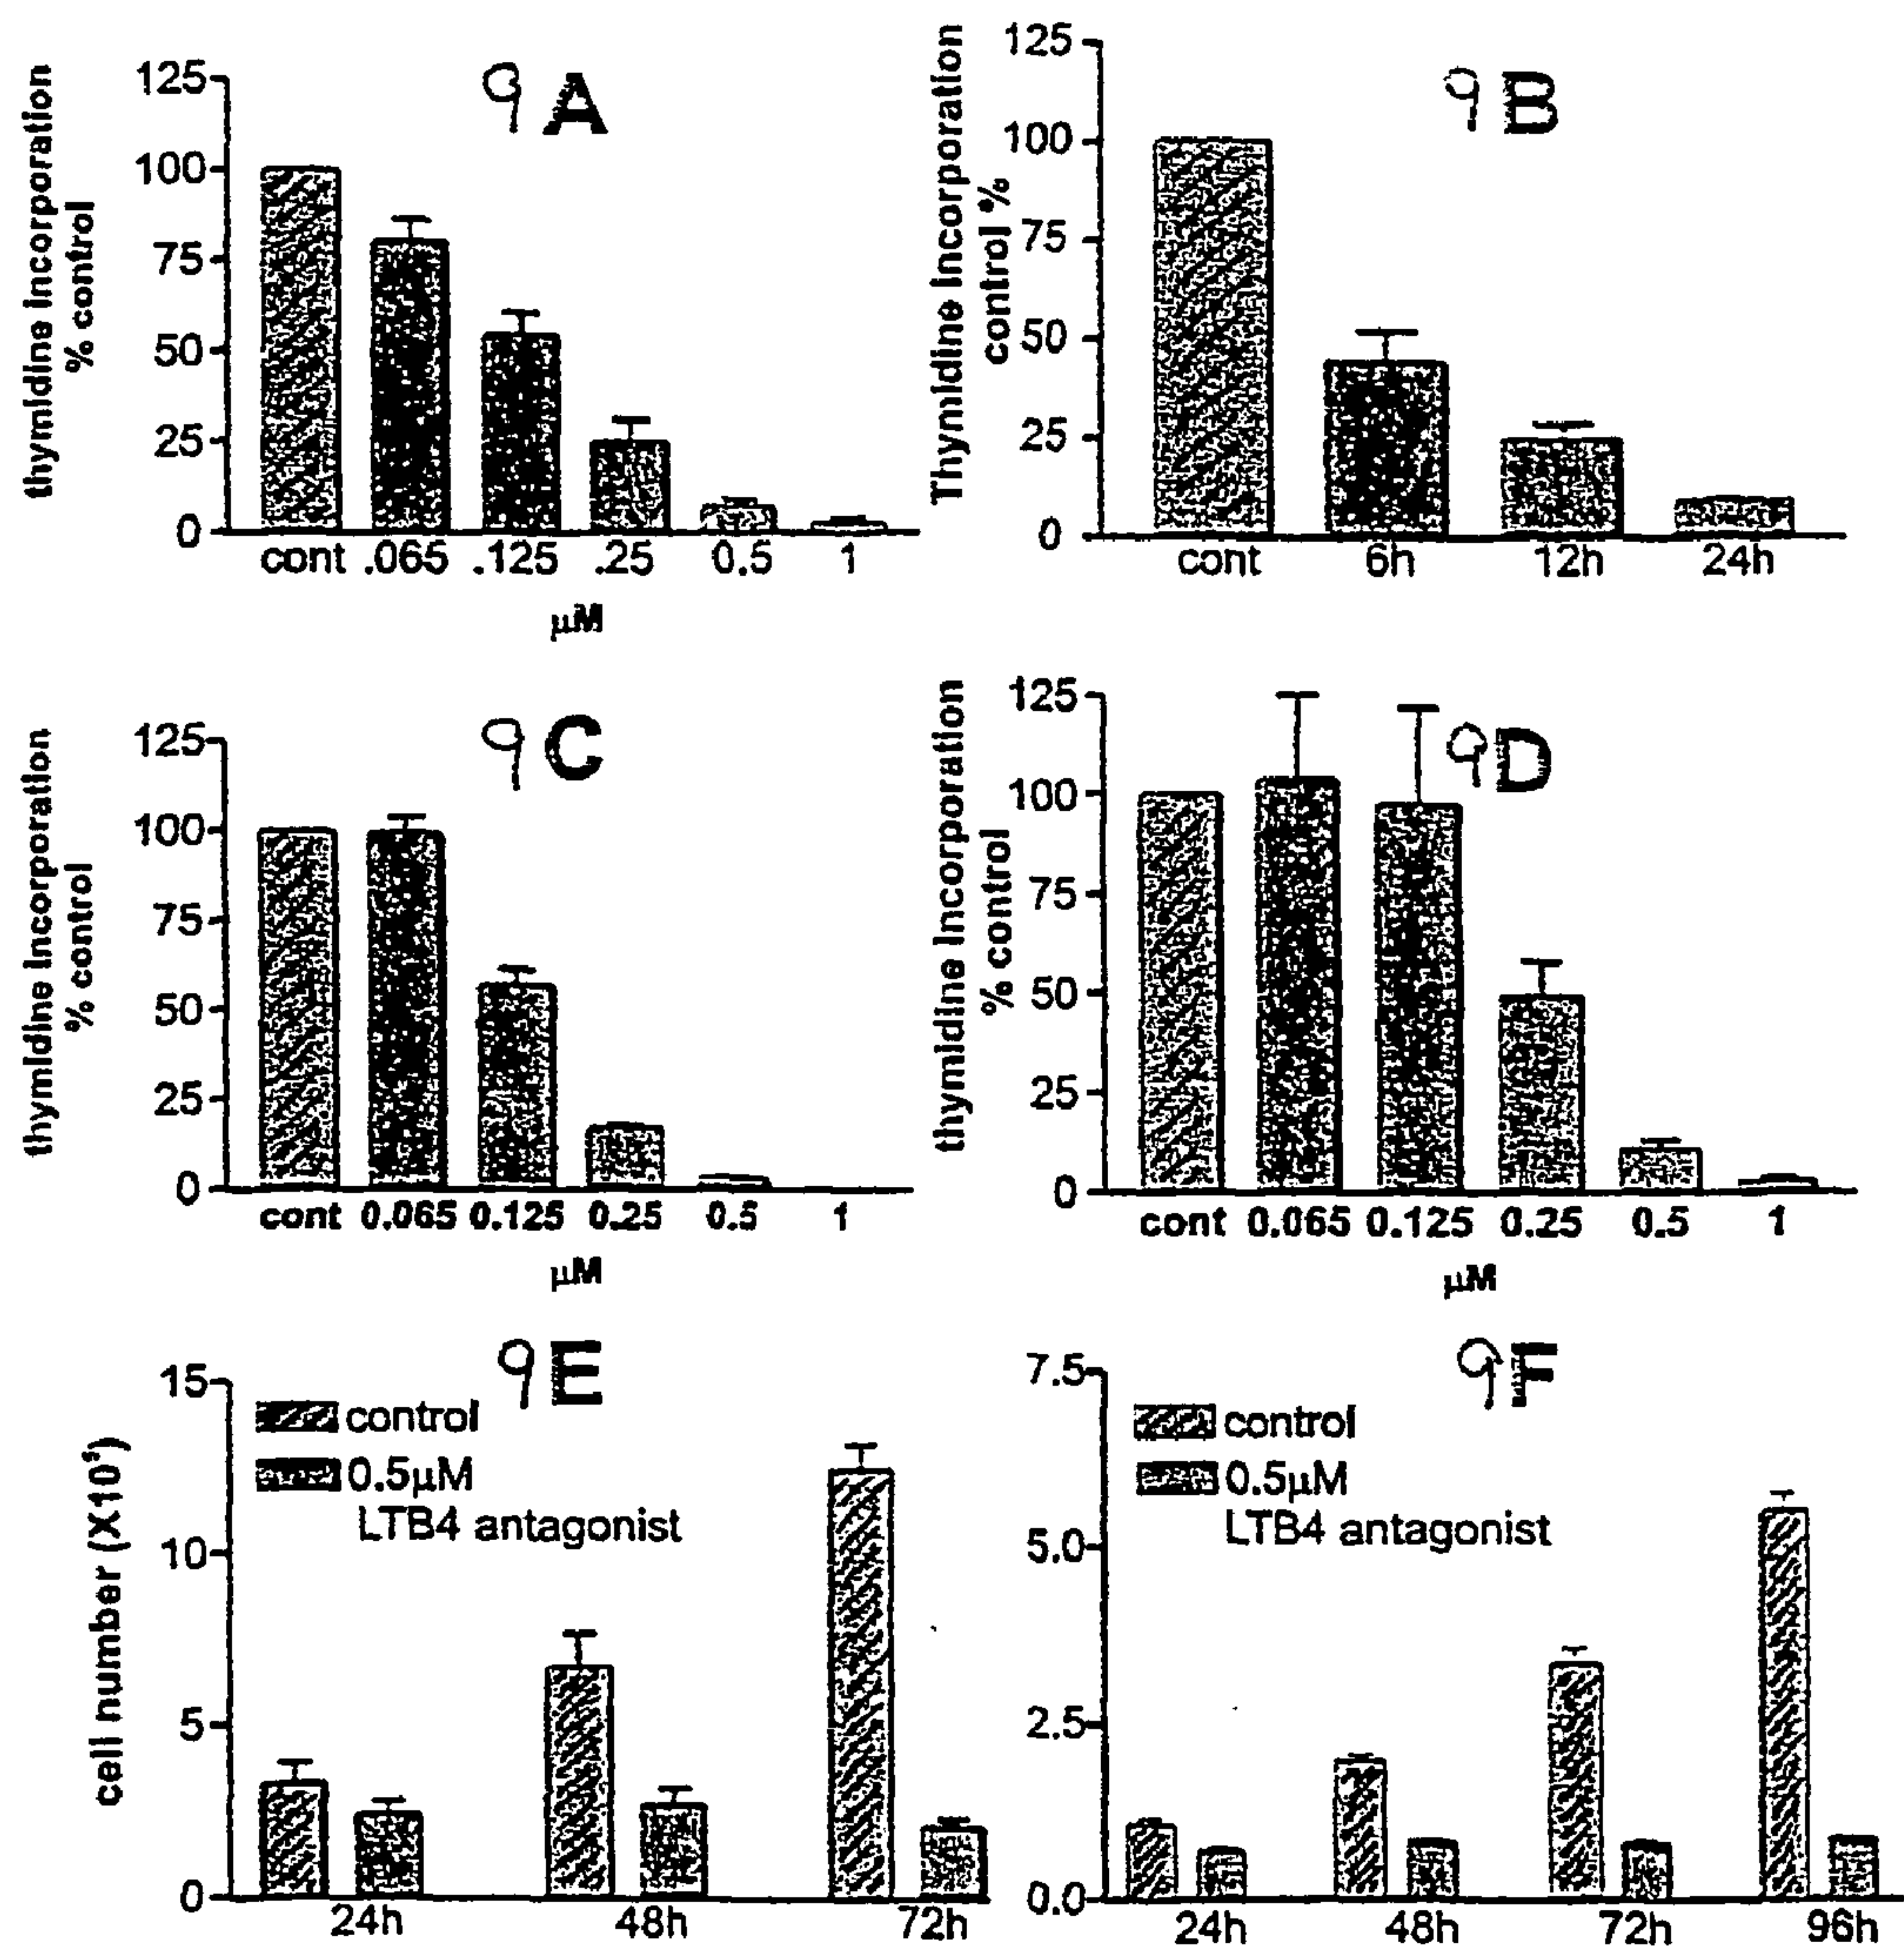 9A
thymidine incorporation
% control
125
100
75
50
25
0
cont .065 .125 .25 0.5 1
µM
9B
Thymidine incorporation
control %
125
100
75
50
25
0
cont 6h 12h 24h
9C
thymidine incorporation
% control
125
100
75
50
25
0
cont 0.065 0.125 0.25 0.5 1
µM
9D
thymidine incorporation
% control
125
100
75
50
25
0
cont 0.065 0.125 0.25 0.5 1
µM
9E
cell number (X10⁵)
15
10
5
0
control
0.5µM
LTB4 antagonist
24h 48h 72h
9F
7.5
5.0
2.5
0.0
control
0.5µM
LTB4 antagonist
24h 48h 72h 96h